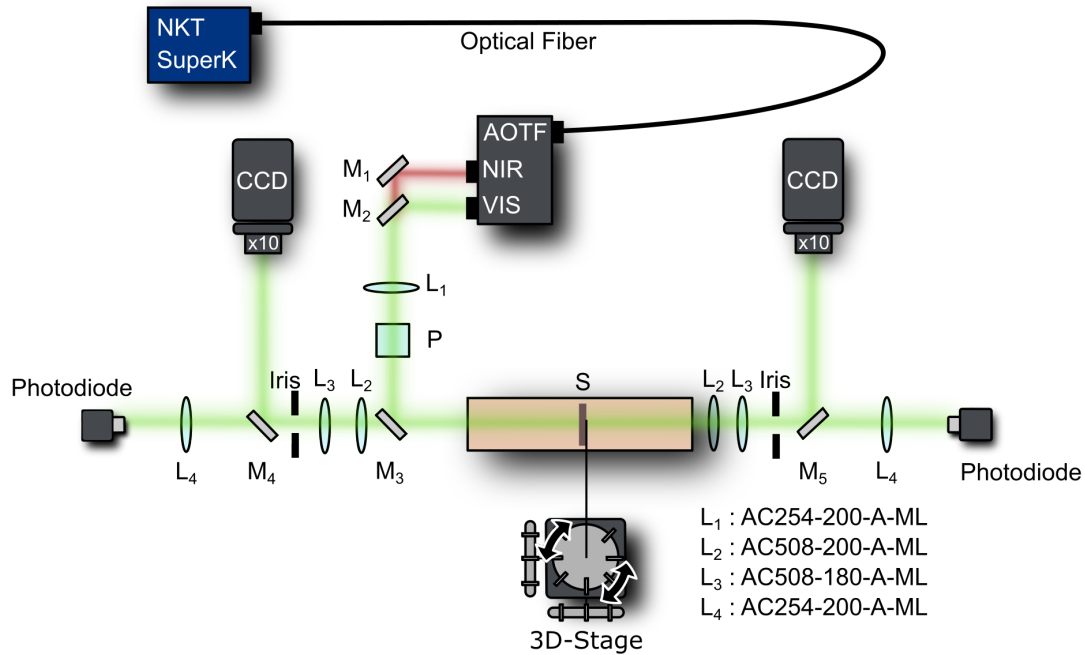 NKT
SuperK
Optical Fiber
AOTF
NIR
VIS
M1
M2
CCD
x10
CCD
x10
L1
P
Photodiode
L4
M4
Iris
L3
L2
M3
S
L2
L3
Iris
M5
L4
Photodiode
L1 : AC254-200-A-ML
L2 : AC508-200-A-ML
L3 : AC508-180-A-ML
L4 : AC254-200-A-ML
3D-Stage